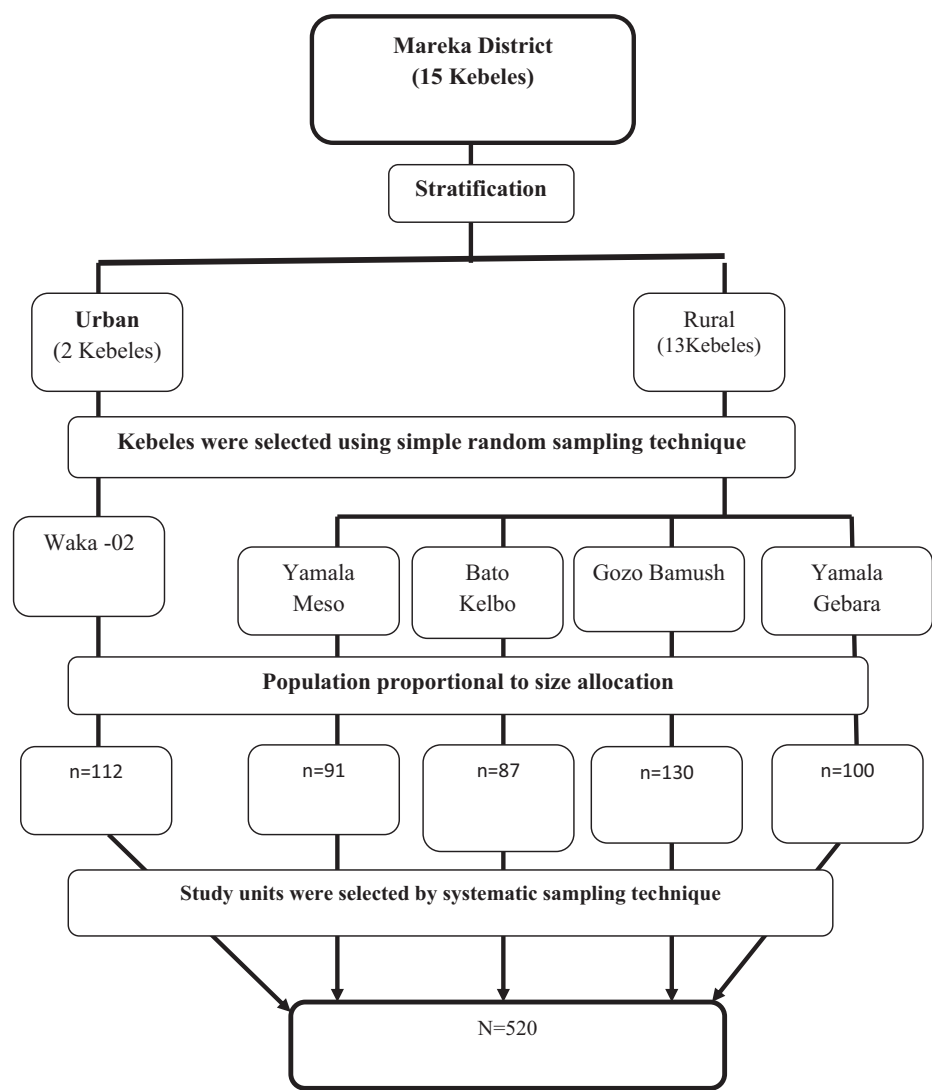 Mareka District
(15 Kebeles)
Stratification
Urban
(2 Kebeles)
Rural
(13Kebeles)
Kebeles were selected using simple random sampling technique
Waka -02
Yamala
Meso
Bato
Kelbo
Gozo Bamush
Yamala
Gebara
Population proportional to size allocation
n=112
n=91
n=87
n=130
n=100
Study units were selected by systematic sampling technique
N=520